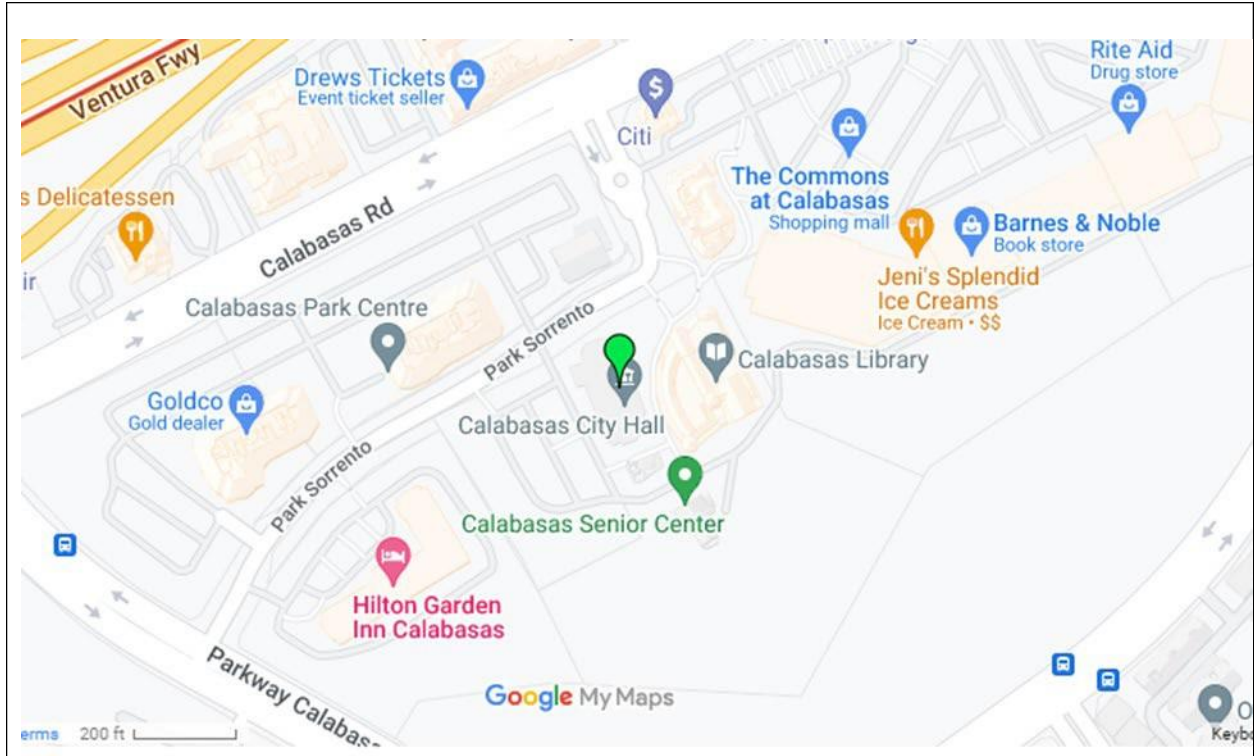 Ventura Fwy
Drews Tickets
Event ticket seller
Citi
Rite Aid
Drug store
The Commons
at Calabasas
Shopping mall
s Delicatessen
Calabasas Rd
Barnes & Noble
Book store
ir
Jeni's Splendid
Ice Creams
Ice Cream • $$
Calabasas Park Centre
Park Sorrento
Calabasas Library
Goldco
Gold dealer
Calabasas City Hall
Park Sorrento
Calabasas Senior Center
Hilton Garden
Inn Calabasas
Parkway Calabas
Google My Maps
erms 200 ft
O
Keybo